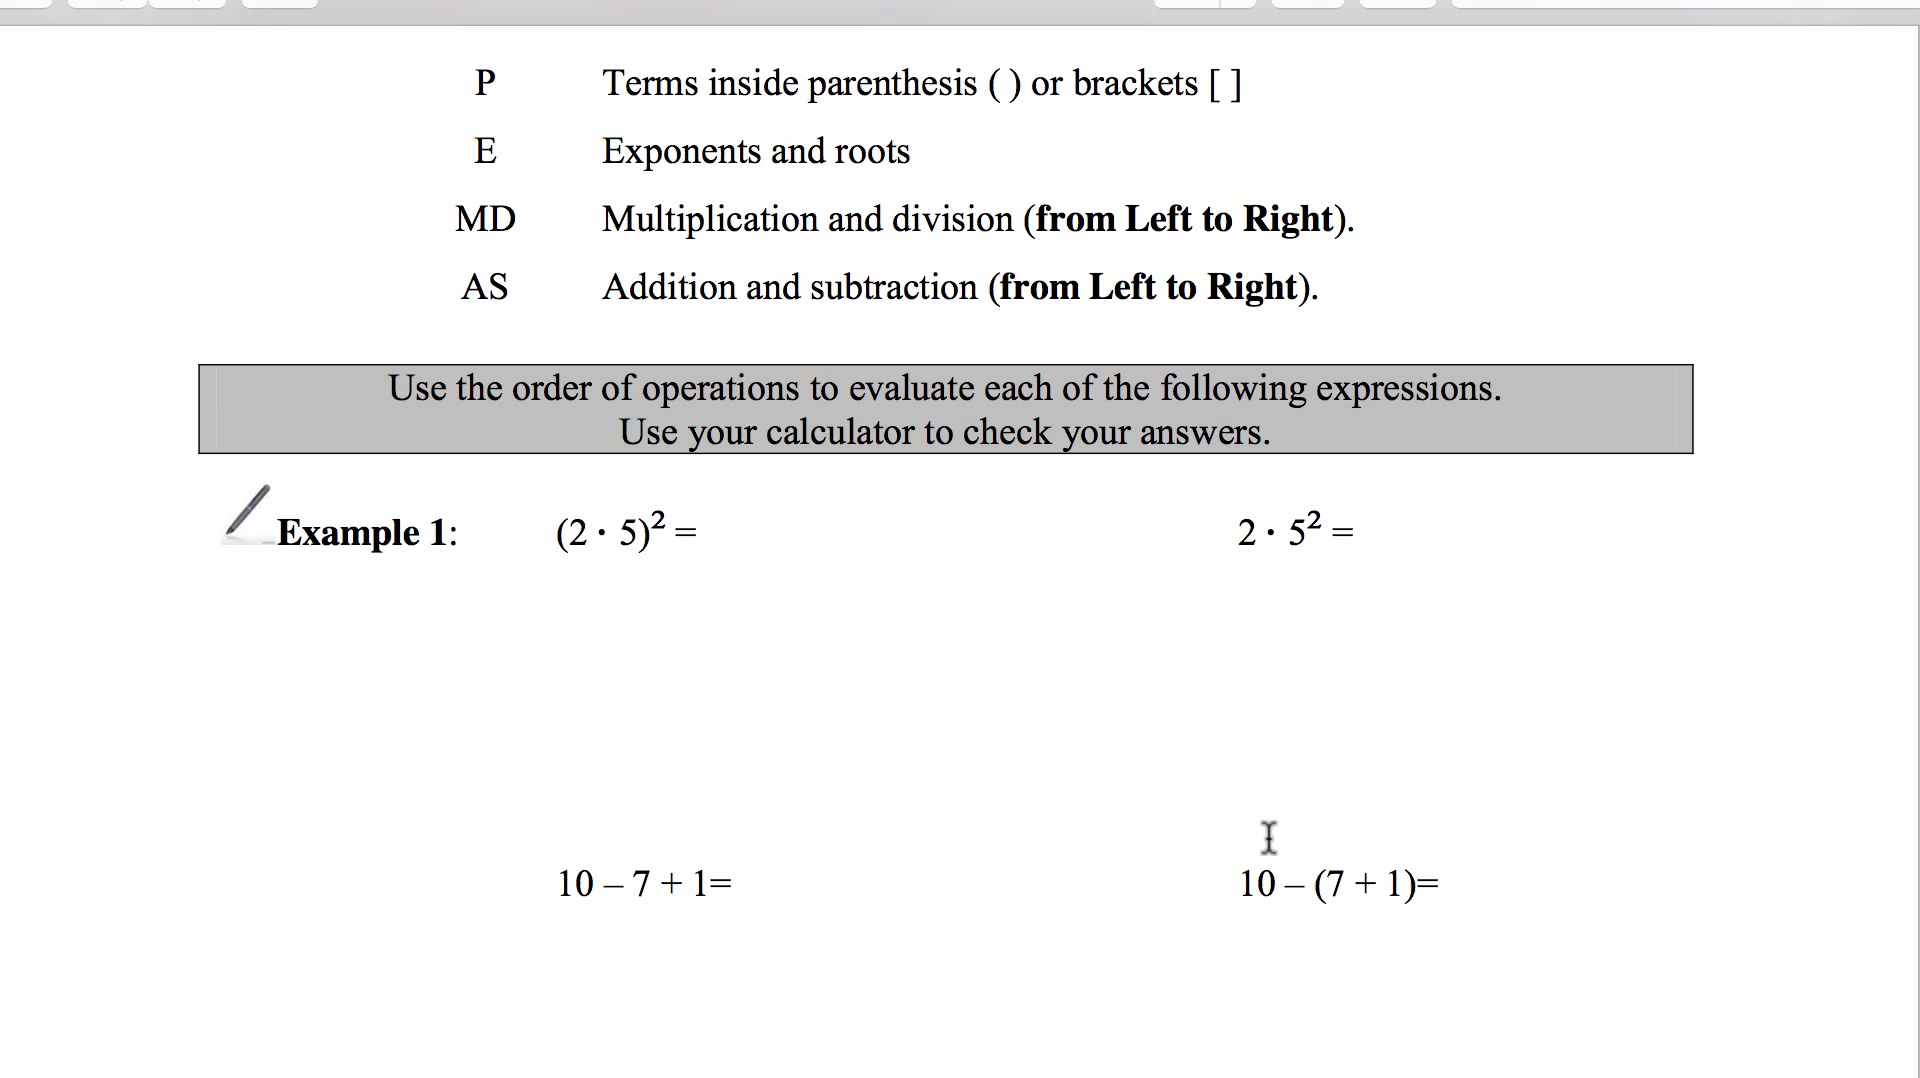 P Terms inside parenthesis ( ) or brackets [ ]
E Exponents and roots
MD Multiplication and division (from Left to Right).
AS Addition and subtraction (from Left to Right).
Use the order of operations to evaluate each of the following expressions.
Use your calculator to check your answers.
Example 1: (2 · 5)² = 2 · 5² =
10 – 7 + 1= 10 – (7 + 1)=